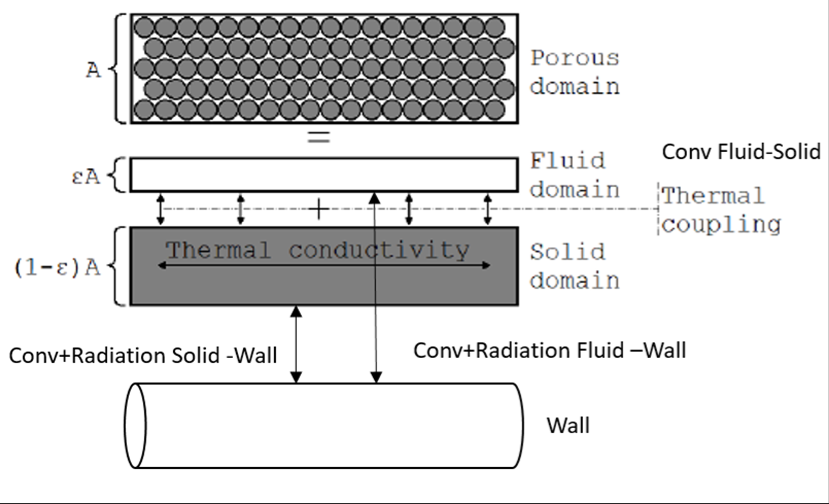 A
Porous
domain
=
εA
Fluid
domain
Conv Fluid-Solid
+
Thermal
coupling
Thermal conductivity
(1-ε)A
Solid
domain
Conv+Radiation Solid -Wall
Conv+Radiation Fluid –Wall
Wall